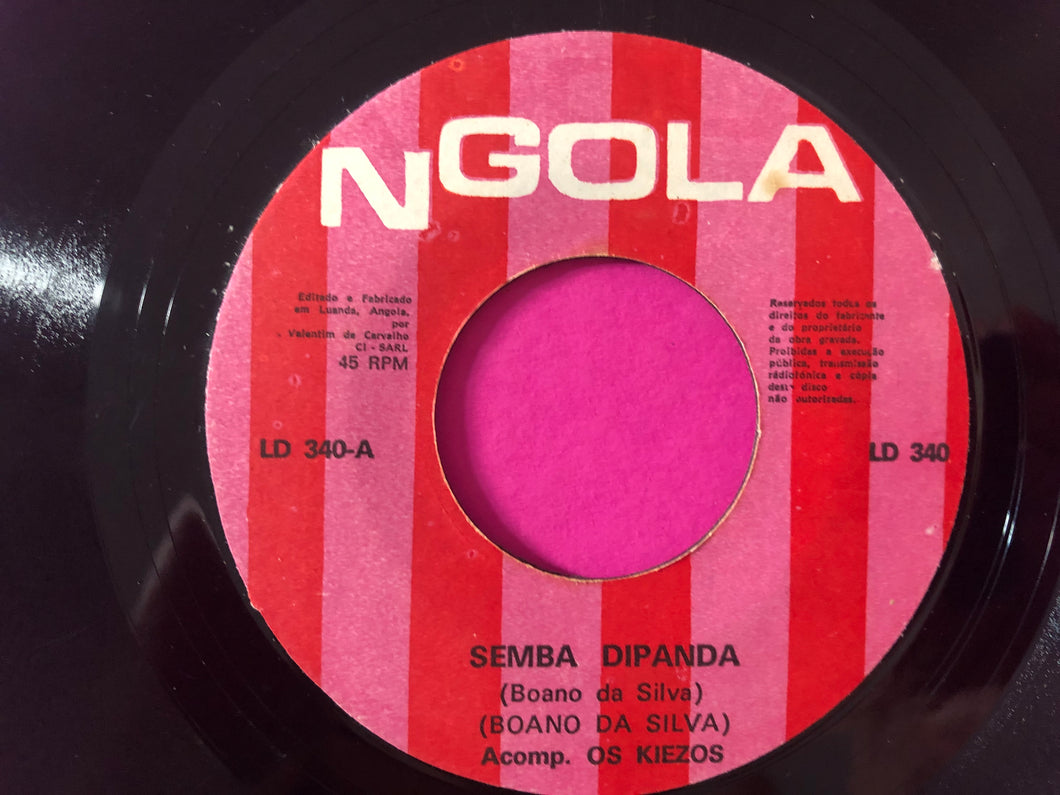 NGOLA
Editado e Fabricado
em Luanda, Angola,
por
Valentim de Carvalho
CI - SARL
45 RPM
LD 340-A
Reservados todos os
direitos do fabricante
e do proprietário
da obra gravada.
Proibidas a execução
pública, transmissão
rádiofónica e cópia
deste disco
não autorizadas.
LD 340
SEMBA DIPANDA
(Boano da Silva)
(BOANO DA SILVA)
Acomp. OS KIEZOS